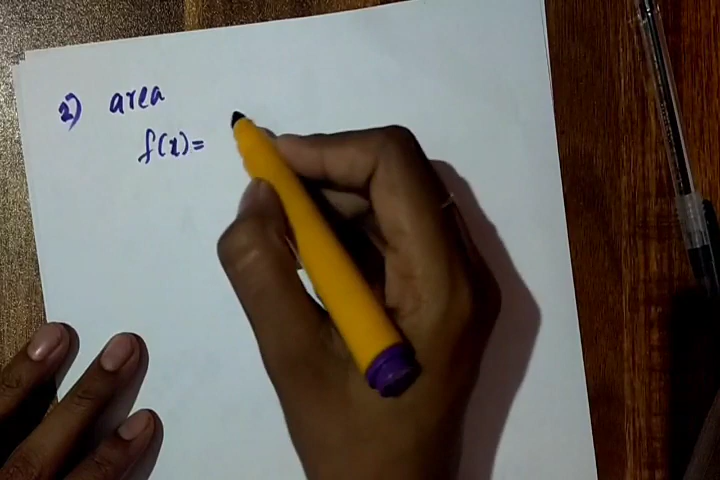 2) area
f(x)=